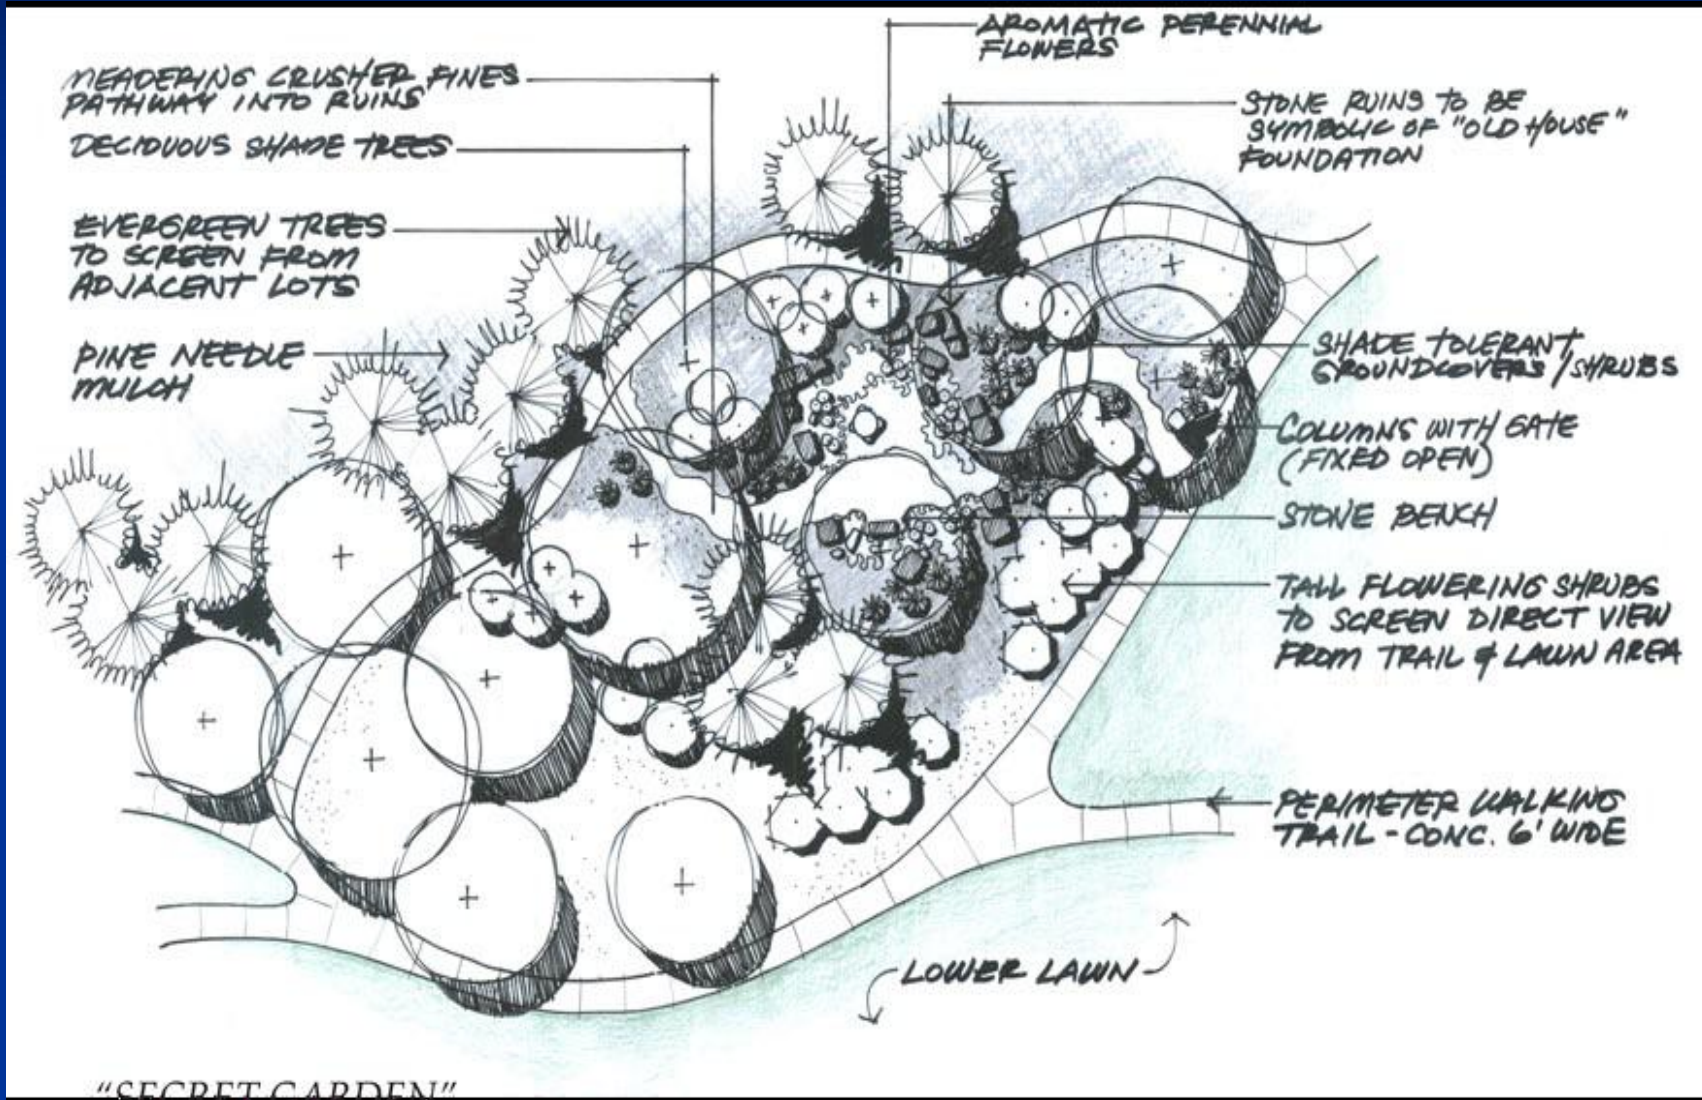 AROMATIC PERENNIAL
FLOWERS
MEADERING CRUSHER FINES
PATHWAY INTO RUINS
STONE RUINS TO BE
SYMBOLIC OF "OLD HOUSE"
FOUNDATION
DECIDUOUS SHADE TREES
EVERGREEN TREES
TO SCREEN FROM
ADJACENT LOTS
PINE NEEDLE
MULCH
SHADE TOLERANT
GROUNDCOVERS/SHRUBS
COLUMNS WITH GATE
(FIXED OPEN)
STONE BENCH
TALL FLOWERING SHRUBS
TO SCREEN DIRECT VIEW
FROM TRAIL & LAWN AREA
PERIMETER WALKING
TRAIL - CONC. 6' WIDE
LOWER LAWN
"SECRET GARDEN"